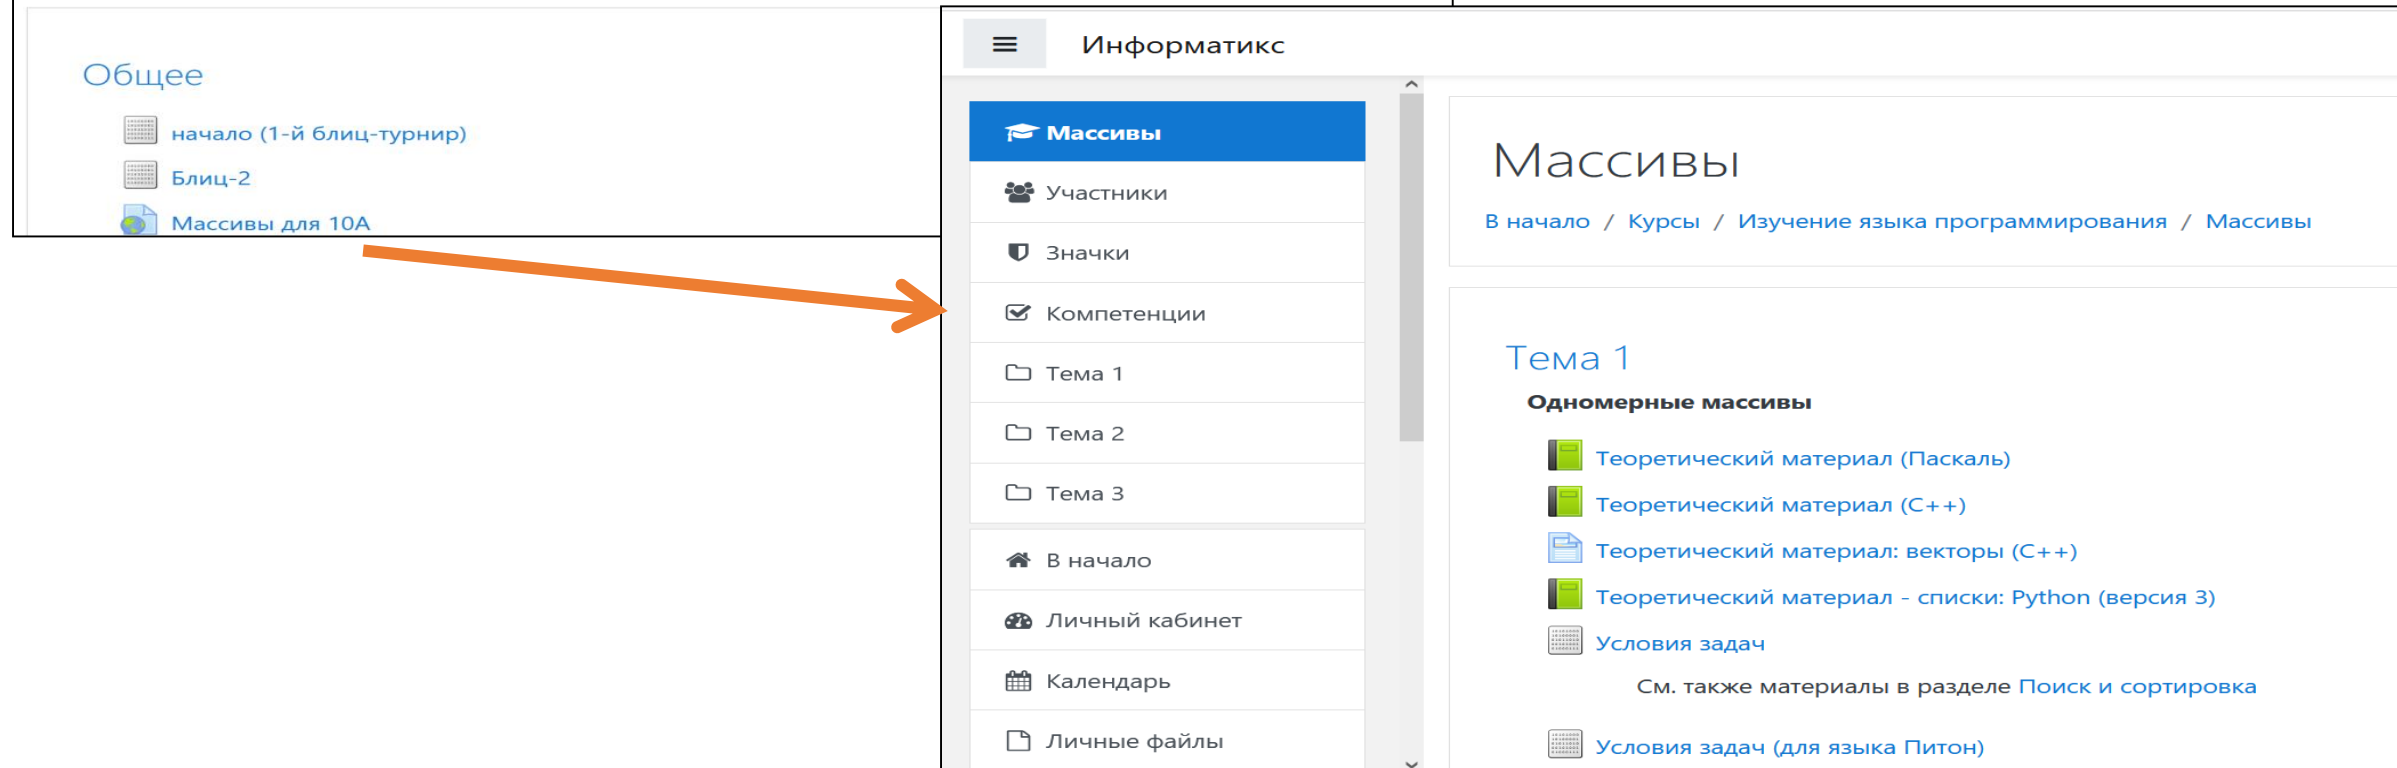 Общее
начало (1-й блиц-турнир)
Блиц-2
Массивы для 10А
Информатикс
Массивы
Участники
Значки
Компетенции
Тема 1
Тема 2
Тема 3
В начало
Личный кабинет
Календарь
Личные файлы
Массивы
В начало / Курсы / Изучение языка программирования / Массивы
Тема 1
Одномерные массивы
Теоретический материал (Паскаль)
Теоретический материал (С++)
Теоретический материал: векторы (С++)
Теоретический материал - списки: Python (версия 3)
Условия задач
См. также материалы в разделе Поиск и сортировка
Условия задач (для языка Питон)